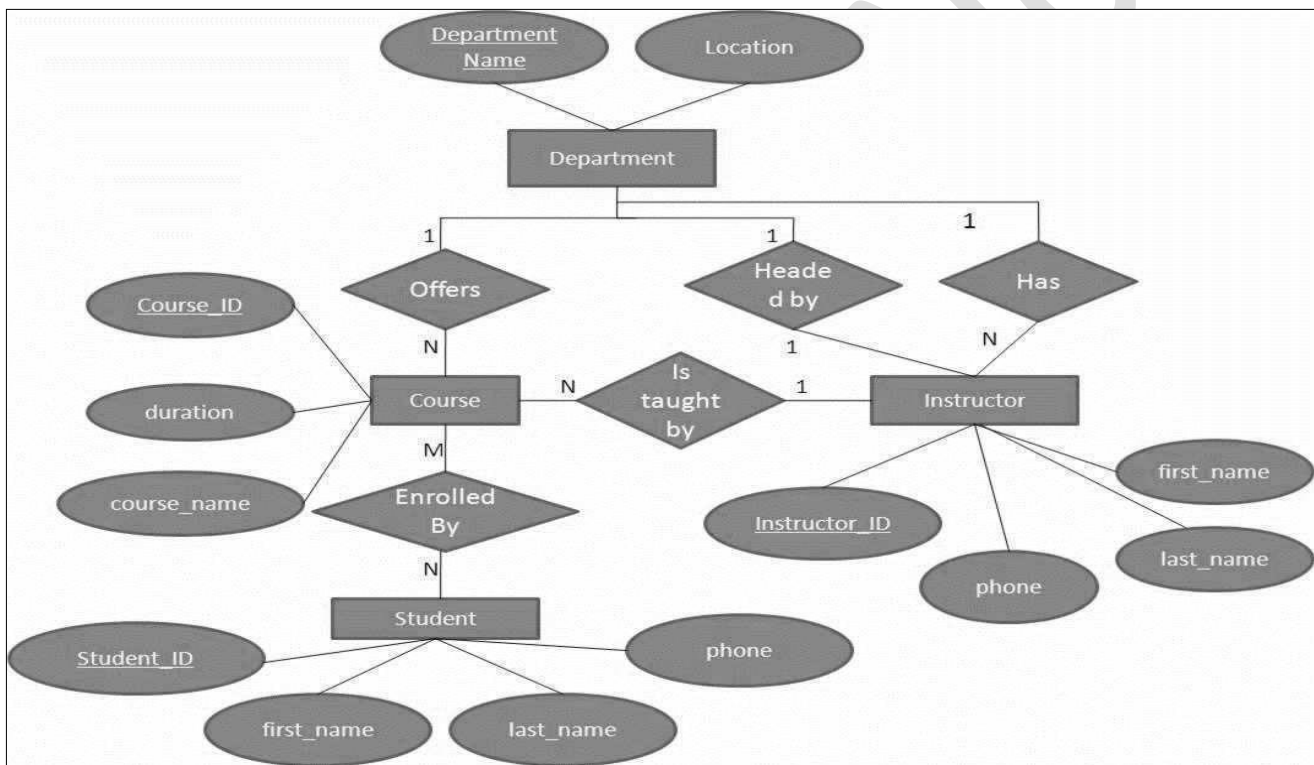 Department
Name
Location
Department
1
1
1
Offers
Heade
d by
Has
Course_ID
N
1
N
duration
Course
N
Is
taught
by
1
Instructor
course_name
M
Enrolled
By
N
first_name
Instructor_ID
last_name
phone
Student
Student_ID
phone
first_name
last_name